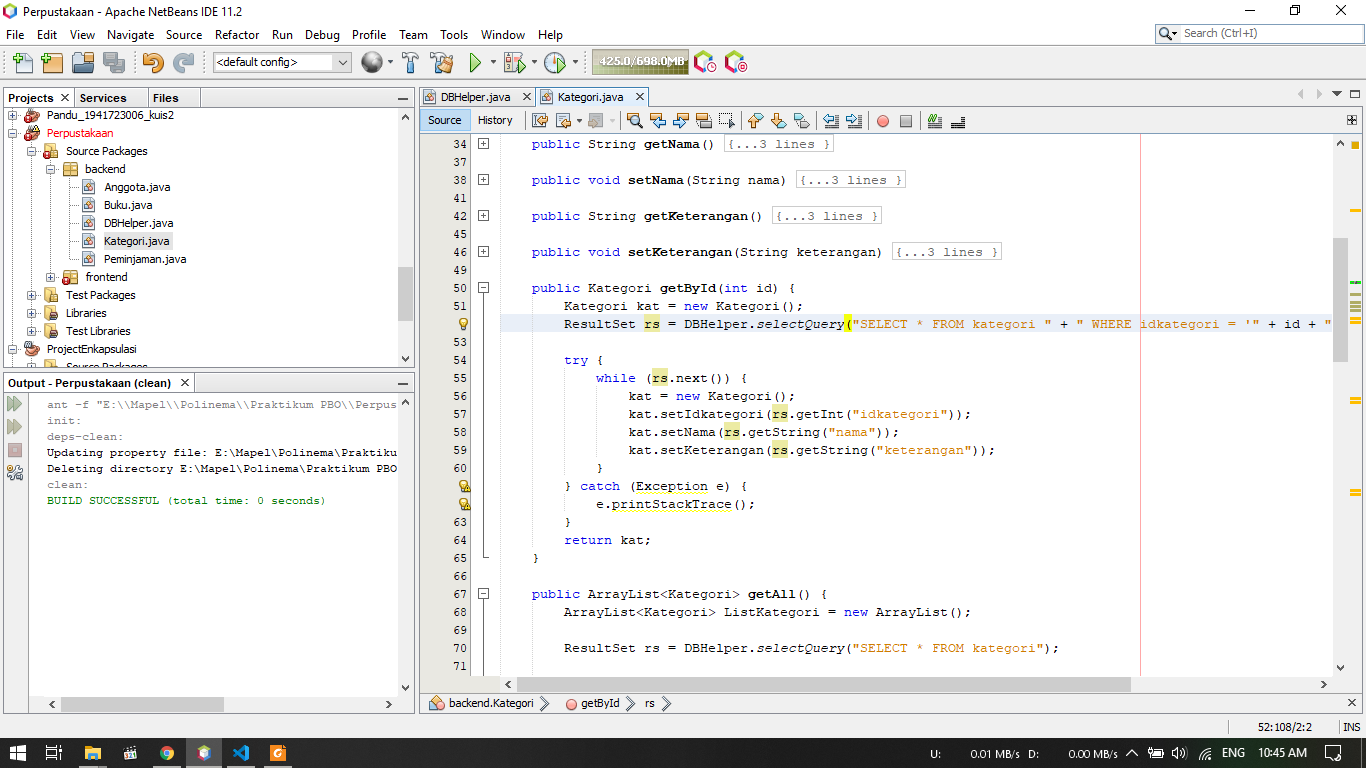 Perpustakaan - Apache NetBeans IDE 11.2
File Edit View Navigate Source Refactor Run Debug Profile Team Tools Window Help
Search (Ctrl+I)
<default config>
425.0/698.0MB
Projects Services Files
Pandu_1941723006_kuis2
Perpustakaan
Source Packages
backend
Anggota.java
Buku.java
DBHelper.java
Kategori.java
Peminjaman.java
frontend
Test Packages
Libraries
Test Libraries
ProjectEnkapsulasi
Source Packages
Output - Perpustakaan (clean)
ant -f "E:\\Mapel\\Polinema\\Praktikum PBO\\Perpus
init:
deps-clean:
Updating property file: E:\Mapel\Polinema\Praktiku
Deleting directory E:\Mapel\Polinema\Praktikum PBO
clean:
BUILD SUCCESSFUL (total time: 0 seconds)
DBHelper.java Kategori.java
Source History
34 public String getNama() {...3 lines }
37
38 public void setNama(String nama) {...3 lines }
41
42 public String getKeterangan() {...3 lines }
45
46 public void setKeterangan(String keterangan) {...3 lines }
49
50 public Kategori getById(int id) {
51 Kategori kat = new Kategori();
ResultSet rs = DBHelper.selectQuery("SELECT * FROM kategori " + " WHERE idkategori = '" + id + "
53
54 try {
55 while (rs.next()) {
56 kat = new Kategori();
57 kat.setIdkategori(rs.getInt("idkategori"));
58 kat.setNama(rs.getString("nama"));
59 kat.setKeterangan(rs.getString("keterangan"));
60 }
} catch (Exception e) {
e.printStackTrace();
63 }
64 return kat;
65 }
66
67 public ArrayList<Kategori> getAll() {
68 ArrayList<Kategori> ListKategori = new ArrayList();
69
70 ResultSet rs = DBHelper.selectQuery("SELECT * FROM kategori");
71
backend.Kategori getById rs
52:108/2:2 INS
U: 0.01 MB/s D: 0.00 MB/s ENG 10:45 AM